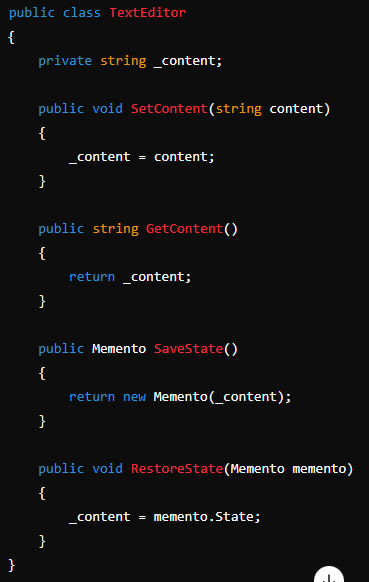 public class TextEditor
{
    private string _content;

    public void SetContent(string content)
    {
        _content = content;
    }

    public string GetContent()
    {
        return _content;
    }

    public Memento SaveState()
    {
        return new Memento(_content);
    }

    public void RestoreState(Memento memento)
    {
        _content = memento.State;
    }
}